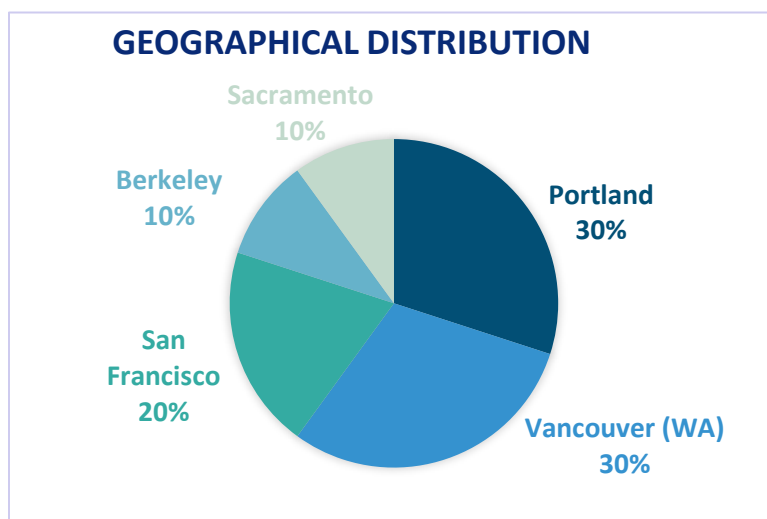 GEOGRAPHICAL DISTRIBUTION
Sacramento
10%
Berkeley
10%
Portland
30%
San
Francisco
20%
Vancouver (WA)
30%